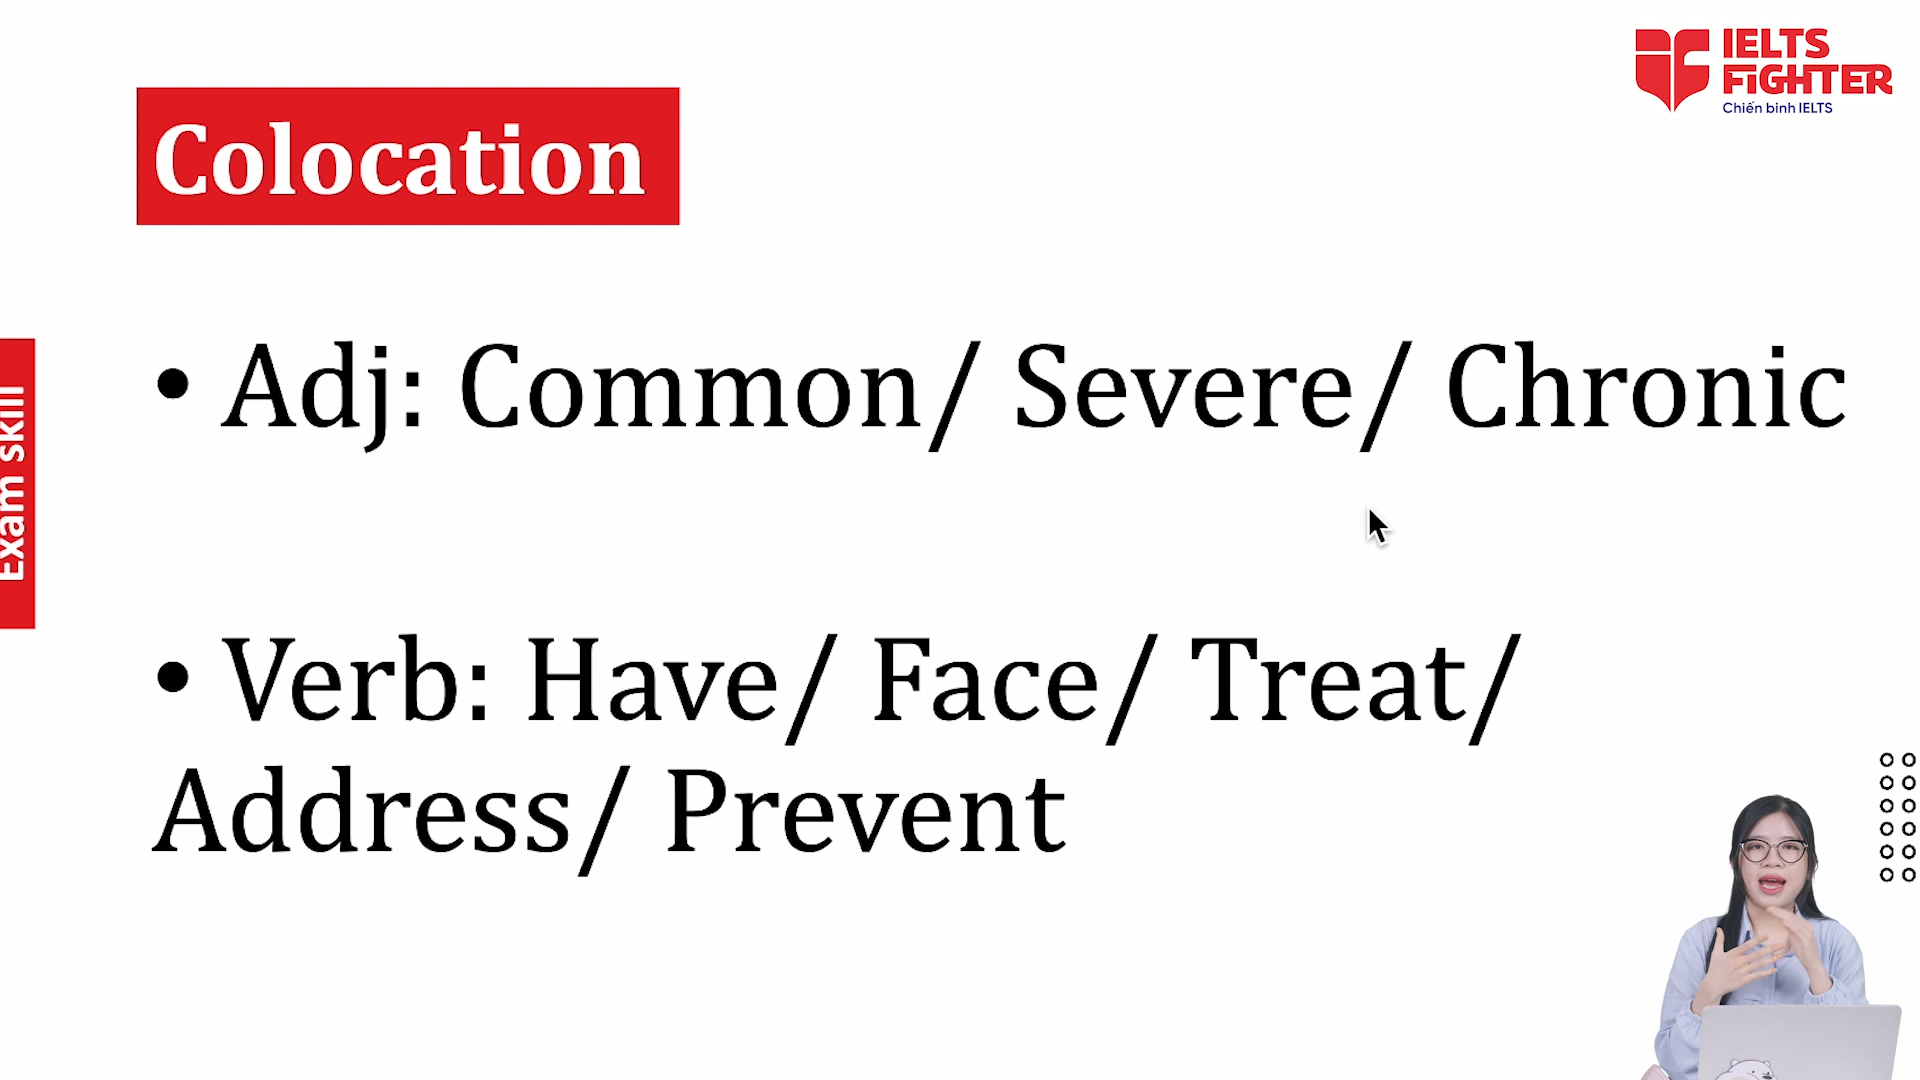 IELTS
FIGHTER
Chiến binh IELTS
Colocation
• Adj: Common/ Severe/ Chronic
Exam skill
• Verb: Have/ Face/ Treat/
Address/ Prevent